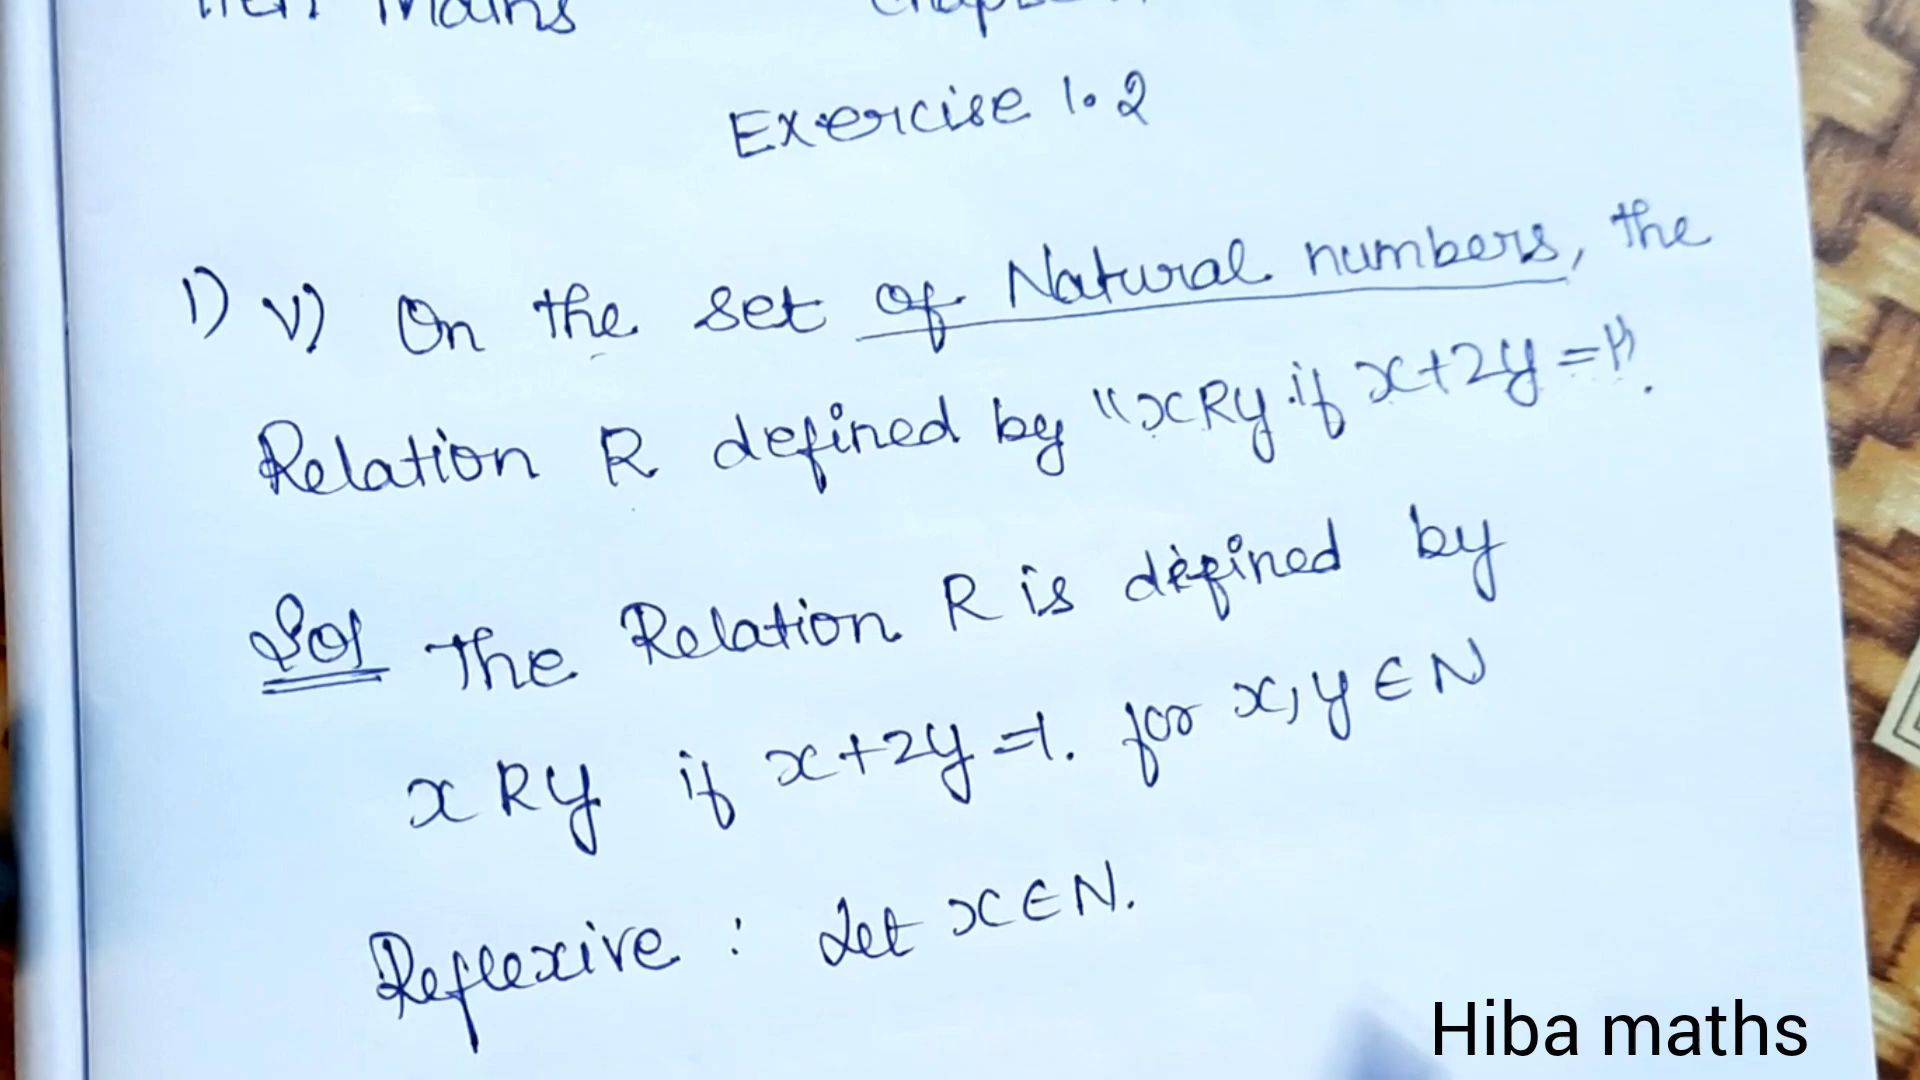 Maths
Exercise 1.2
1) v) On the set of Natural numbers, the
Relation R defined by "xRy if x+2y=1".
Sol The Relation R is defined by
x R y if x+2y=1. for x, y ∈ N
Reflexive : Let x ∈ N.
Hiba maths